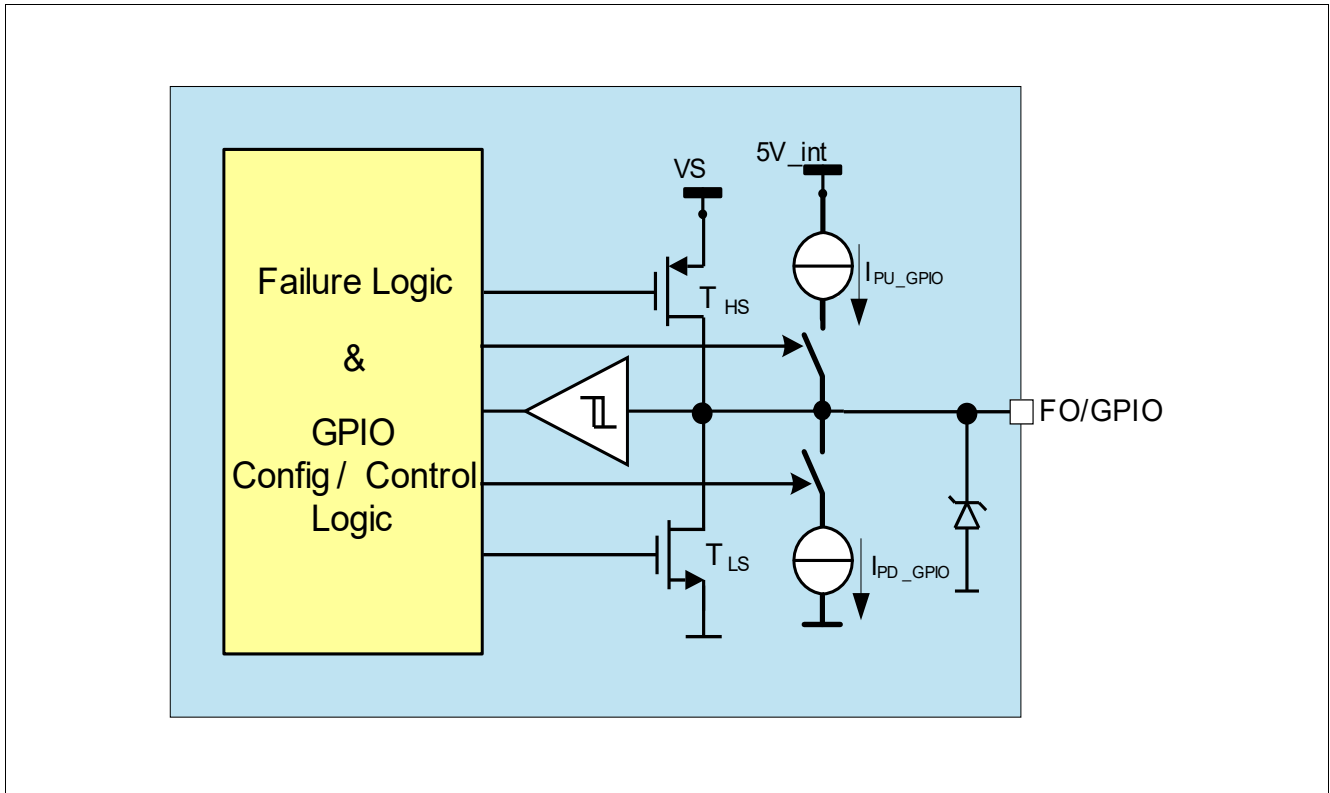 5V_int
VS
I PU_GPIO
T HS
Failure Logic
&
GPIO
Config / Control
Logic
FO/GPIO
T LS
I PD_GPIO